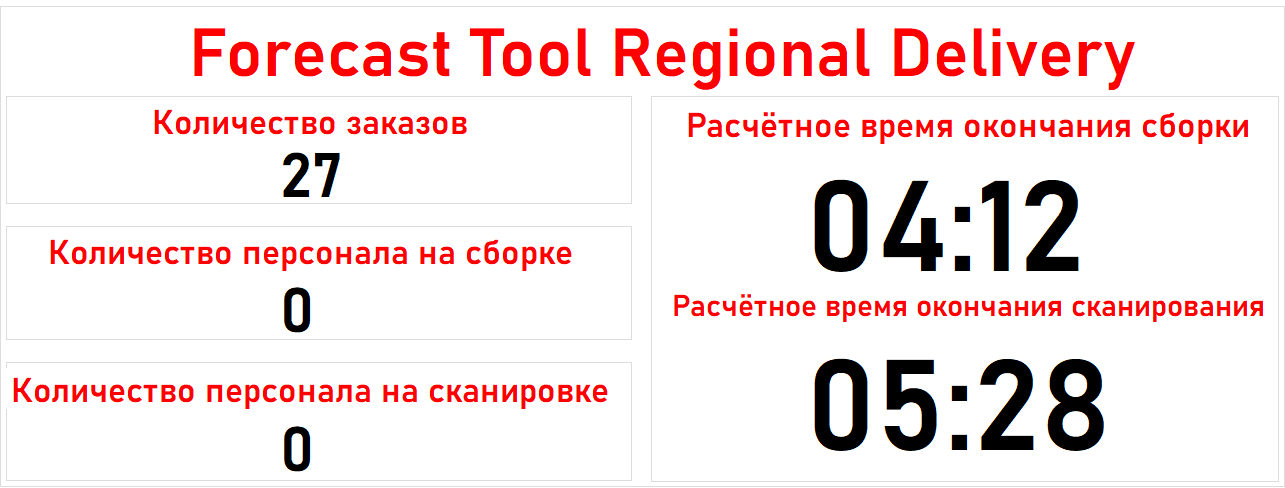 Forecast Tool Regional Delivery
Количество заказов
27
Количество персонала на сборке
0
Количество персонала на сканировке
0
Расчётное время окончания сборки
04:12
Расчётное время окончания сканирования
05:28